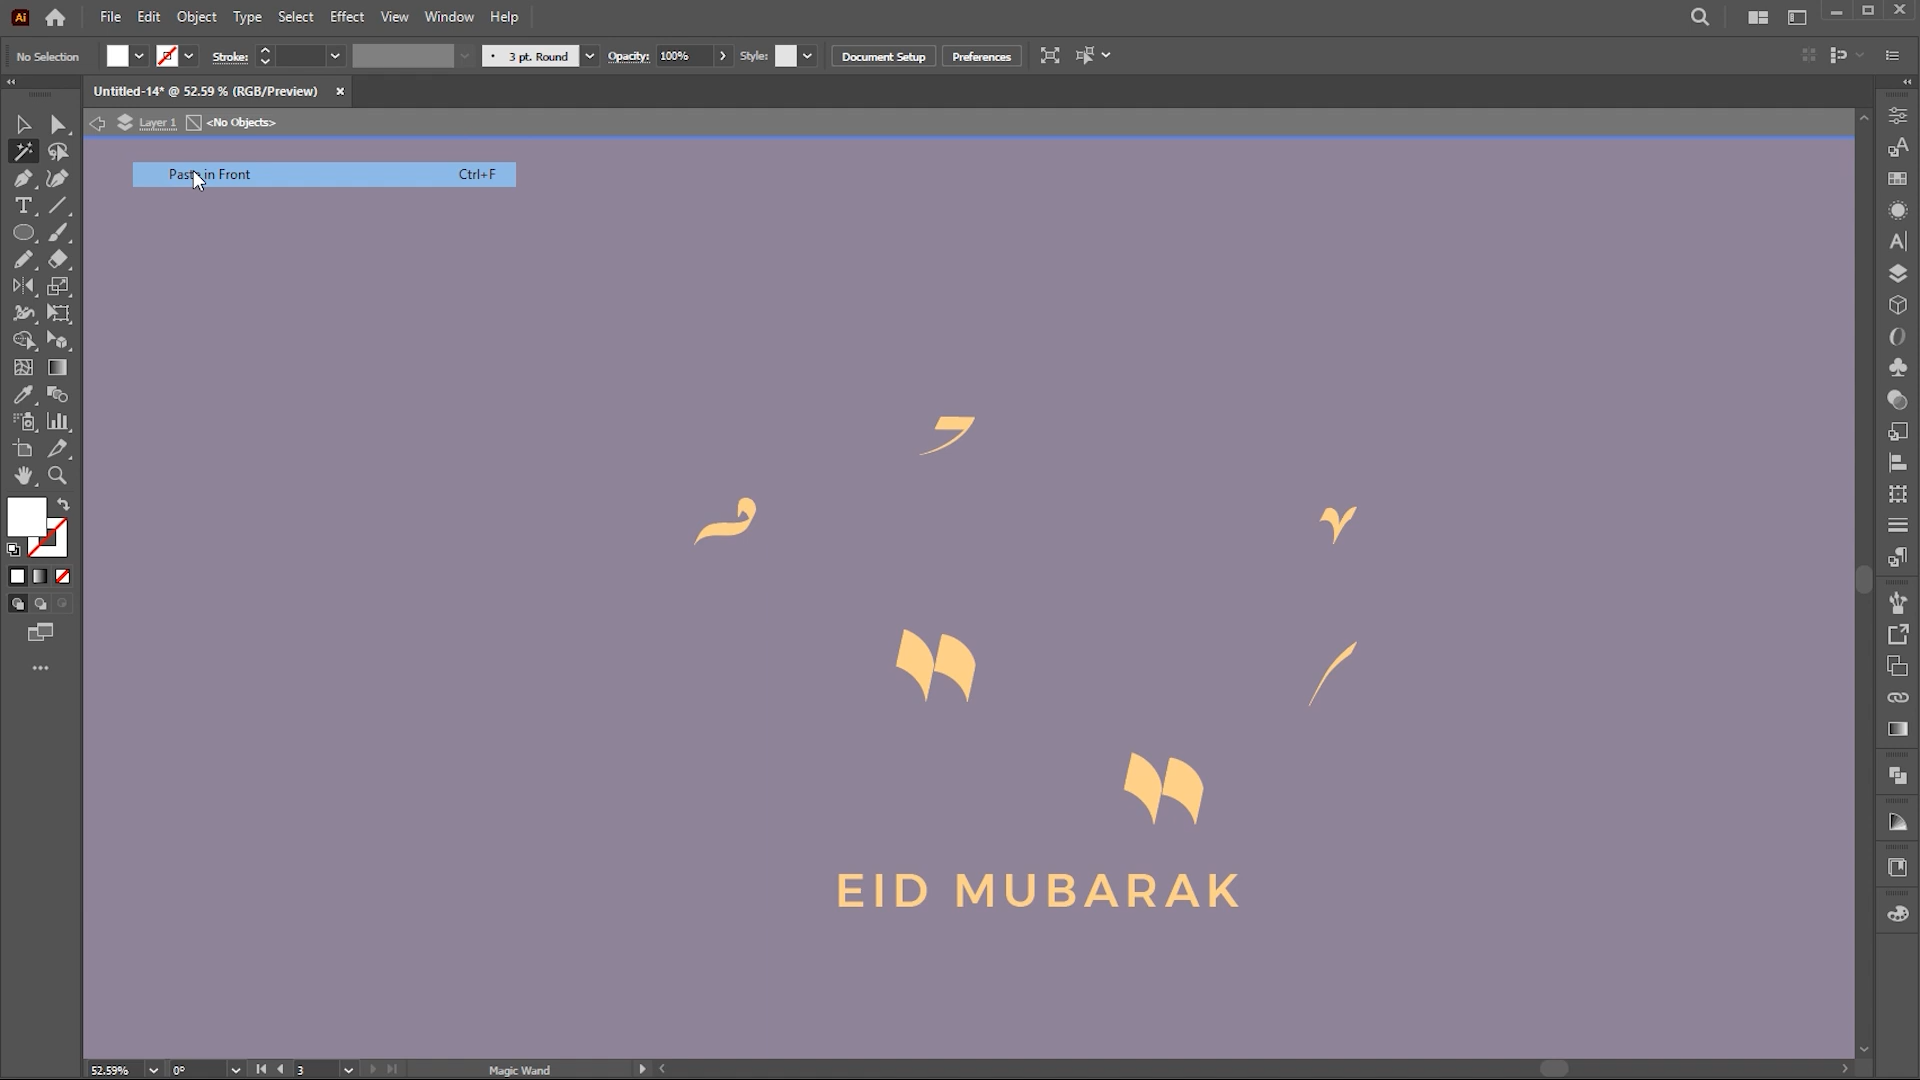 Ai File Edit Object Type Select Effect View Window Help
No Selection Stroke: 3 pt. Round Opacity: 100% Style: Document Setup Preferences
Untitled-14* @ 52.59 % (RGB/Preview)
Layer 1 <No Objects>
Paste in Front Ctrl+F
EID MUBARAK
52.59% 0° 3 Magic Wand